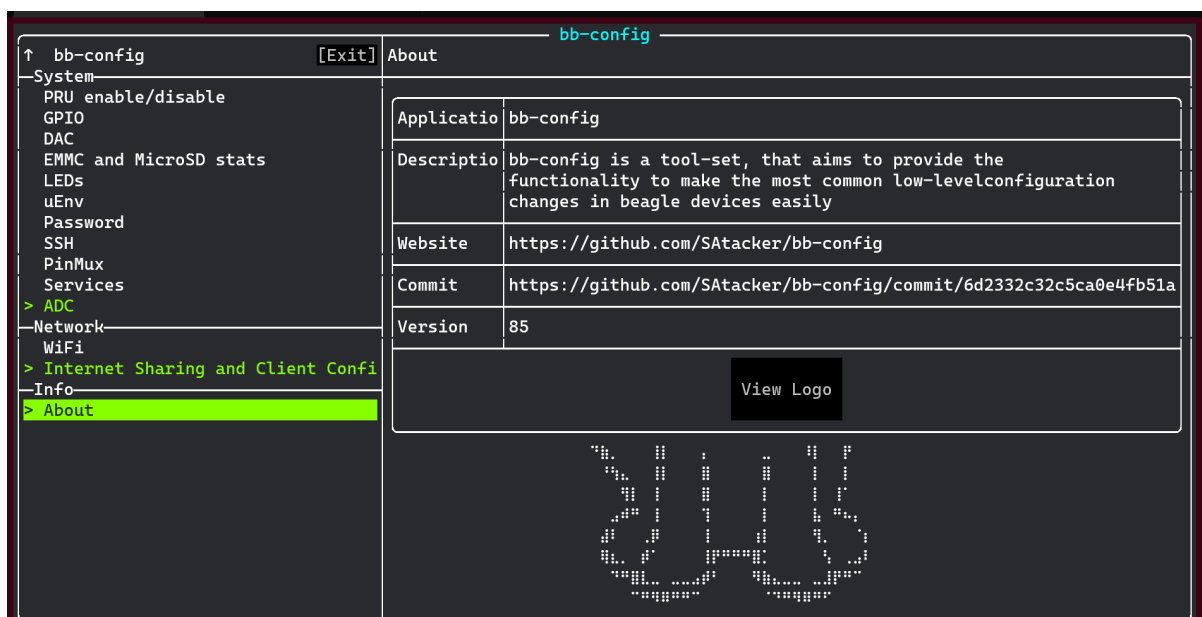 bb-config
↑ bb-config [Exit]
System
PRU enable/disable
GPIO
DAC
EMMC and MicroSD stats
LEDs
uEnv
Password
SSH
PinMux
Services
> ADC
Network
WiFi
> Internet Sharing and Client Confi
Info
> About
About
Applicatio bb-config
Descriptio bb-config is a tool-set, that aims to provide the
functionality to make the most common low-levelconfiguration
changes in beagle devices easily
Website https://github.com/SAtacker/bb-config
Commit https://github.com/SAtacker/bb-config/commit/6d2332c32c5ca0e4fb51a
Version 85
View Logo